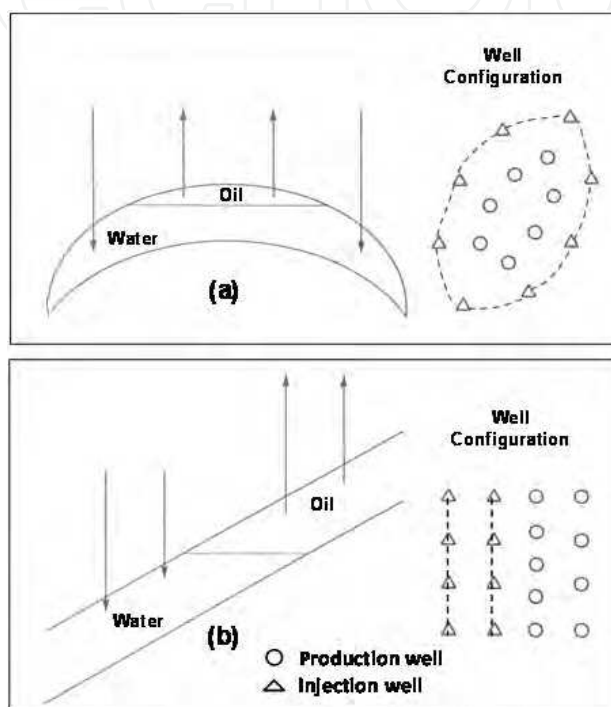 Well
Configuration
Oil
Water
(a)
Well
Configuration
Oil
Water
(b)
Production well
Injection well